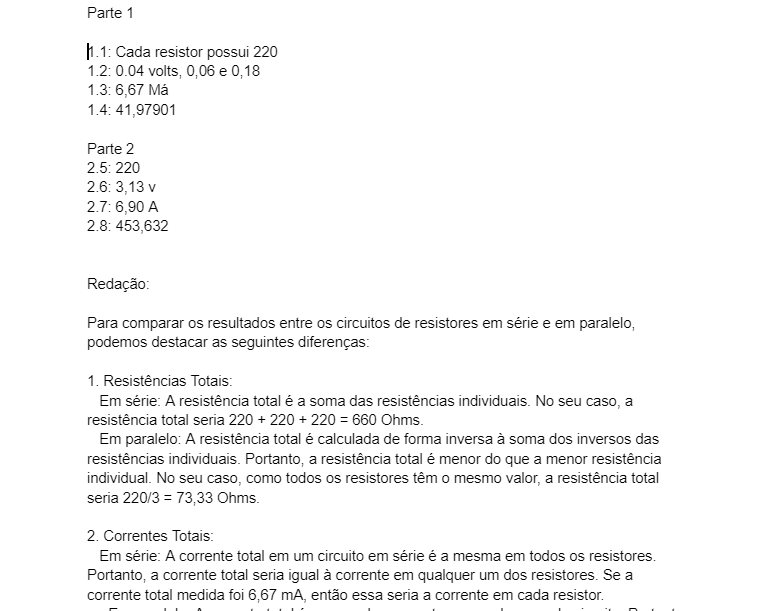 Parte 1
1.1: Cada resistor possui 220
1.2: 0.04 volts, 0,06 e 0,18
1.3: 6,67 Má
1.4: 41,97901
Parte 2
2.5: 220
2.6: 3,13 v
2.7: 6,90 A
2.8: 453,632
Redação:
Para comparar os resultados entre os circuitos de resistores em série e em paralelo,
podemos destacar as seguintes diferenças:
1. Resistências Totais:
Em série: A resistência total é a soma das resistências individuais. No seu caso, a
resistência total seria 220 + 220 + 220 = 660 Ohms.
Em paralelo: A resistência total é calculada de forma inversa à soma dos inversos das
resistências individuais. Portanto, a resistência total é menor do que a menor resistência
individual. No seu caso, como todos os resistores têm o mesmo valor, a resistência total
seria 220/3 = 73,33 Ohms.
2. Correntes Totais:
Em série: A corrente total em um circuito em série é a mesma em todos os resistores.
Portanto, a corrente total seria igual à corrente em qualquer um dos resistores. Se a
corrente total medida foi 6,67 mA, então essa seria a corrente em cada resistor.